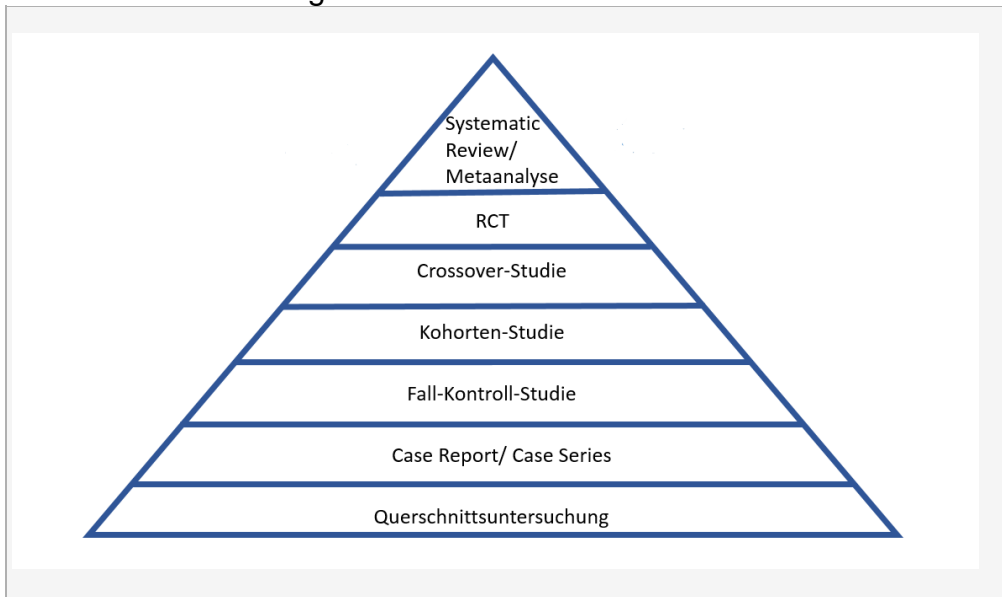 Systematic
Review/
Metaanalyse
RCT
Crossover-Studie
Kohorten-Studie
Fall-Kontroll-Studie
Case Report/ Case Series
Querschnittsuntersuchung